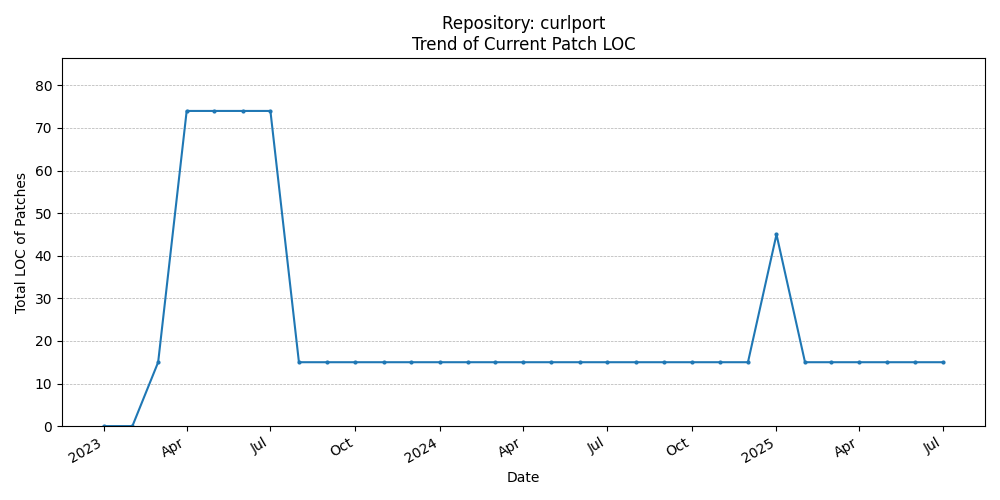 Repository: curlport
Trend of Current Patch LOC
Total LOC of Patches
80
70
60
50
40
30
20
10
0
2023
Apr
Jul
Oct
2024
Apr
Jul
Oct
2025
Apr
Jul
Date